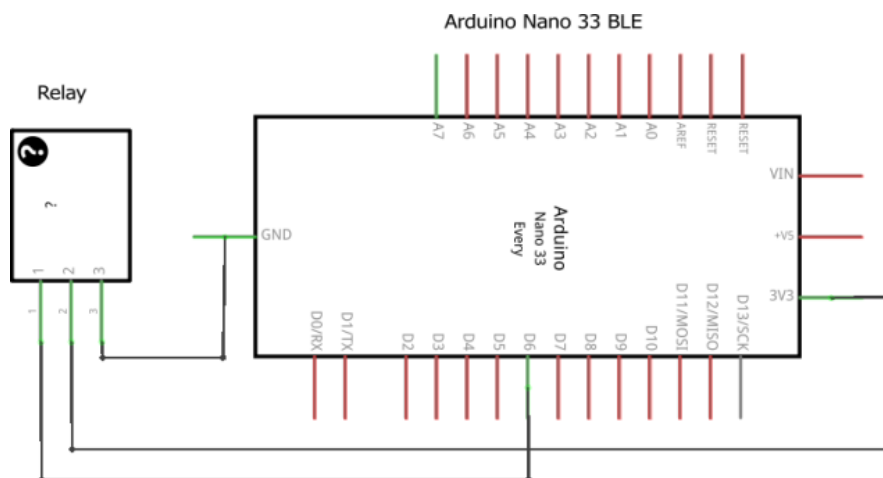 Arduino Nano 33 BLE
Relay
?
?
1
2
3
1
2
3
A7
A6
A5
A4
A3
A2
A1
A0
AREF
RESET
RESET
GND
Arduino
Nano 33
Every
VIN
+V5
3V3
D0/RX
D1/TX
D2
D3
D4
D5
D6
D7
D8
D9
D10
D11/MOSI
D12/MISO
D13/SCK